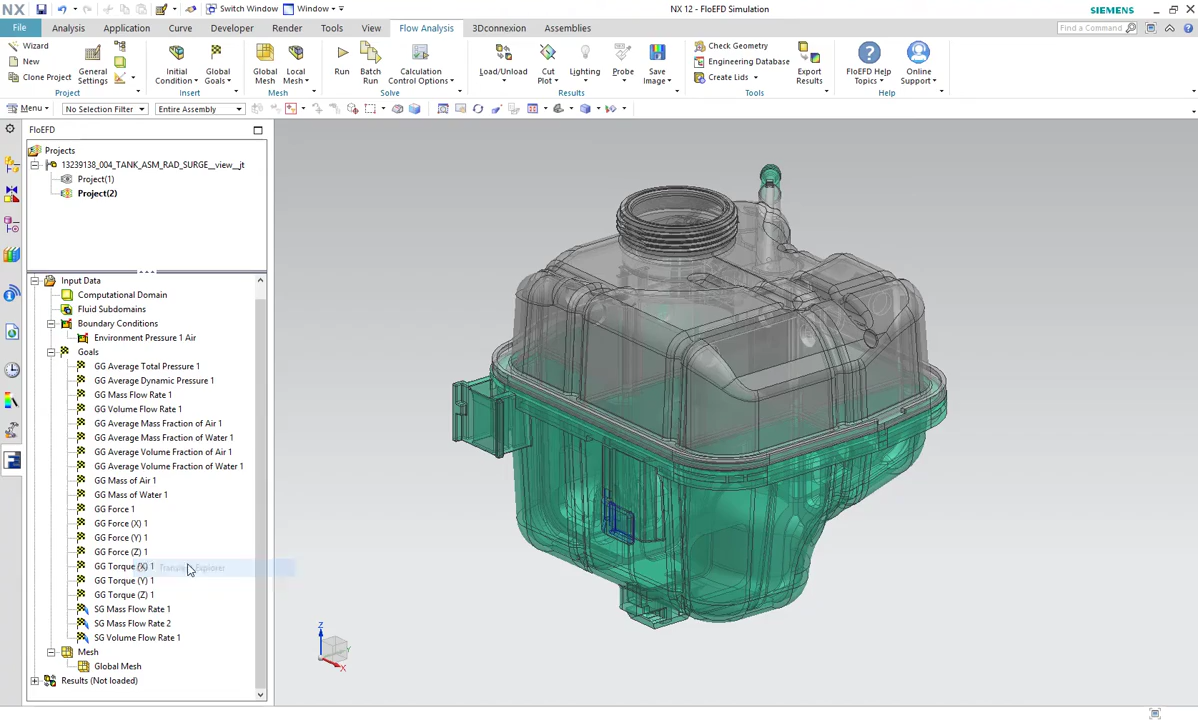 NX
Switch Window
Window
NX 12 - FloEFD Simulation
SIEMENS
File
Analysis
Application
Curve
Developer
Render
Tools
View
Flow Analysis
3Dconnexion
Assemblies
Find a Command
Wizard
New
Clone Project
General Settings
Project
Initial Condition
Global Goals
Insert
Global Mesh
Local Mesh
Mesh
Run
Batch Run
Calculation Control Options
Solve
Load/Unload
Cut Plot
Lighting
Probe
Save Image
Results
Check Geometry
Engineering Database
Create Lids
Export Results
Tools
FloEFD Help Topics
Online Support
Help
Menu
No Selection Filter
Entire Assembly
FloEFD
Projects
13239138_004_TANK_ASM_RAD_SURGE__view__jt
Project(1)
Project(2)
Input Data
Computational Domain
Fluid Subdomains
Boundary Conditions
Environment Pressure 1 Air
Goals
GG Average Total Pressure 1
GG Average Dynamic Pressure 1
GG Mass Flow Rate 1
GG Volume Flow Rate 1
GG Average Mass Fraction of Air 1
GG Average Mass Fraction of Water 1
GG Average Volume Fraction of Air 1
GG Average Volume Fraction of Water 1
GG Mass of Air 1
GG Mass of Water 1
GG Force 1
GG Force (X) 1
GG Force (Y) 1
GG Force (Z) 1
GG Torque (X) 1 Transient Explorer
GG Torque (Y) 1
GG Torque (Z) 1
SG Mass Flow Rate 1
SG Mass Flow Rate 2
SG Volume Flow Rate 1
Mesh
Global Mesh
Results (Not loaded)
Z
Y
X